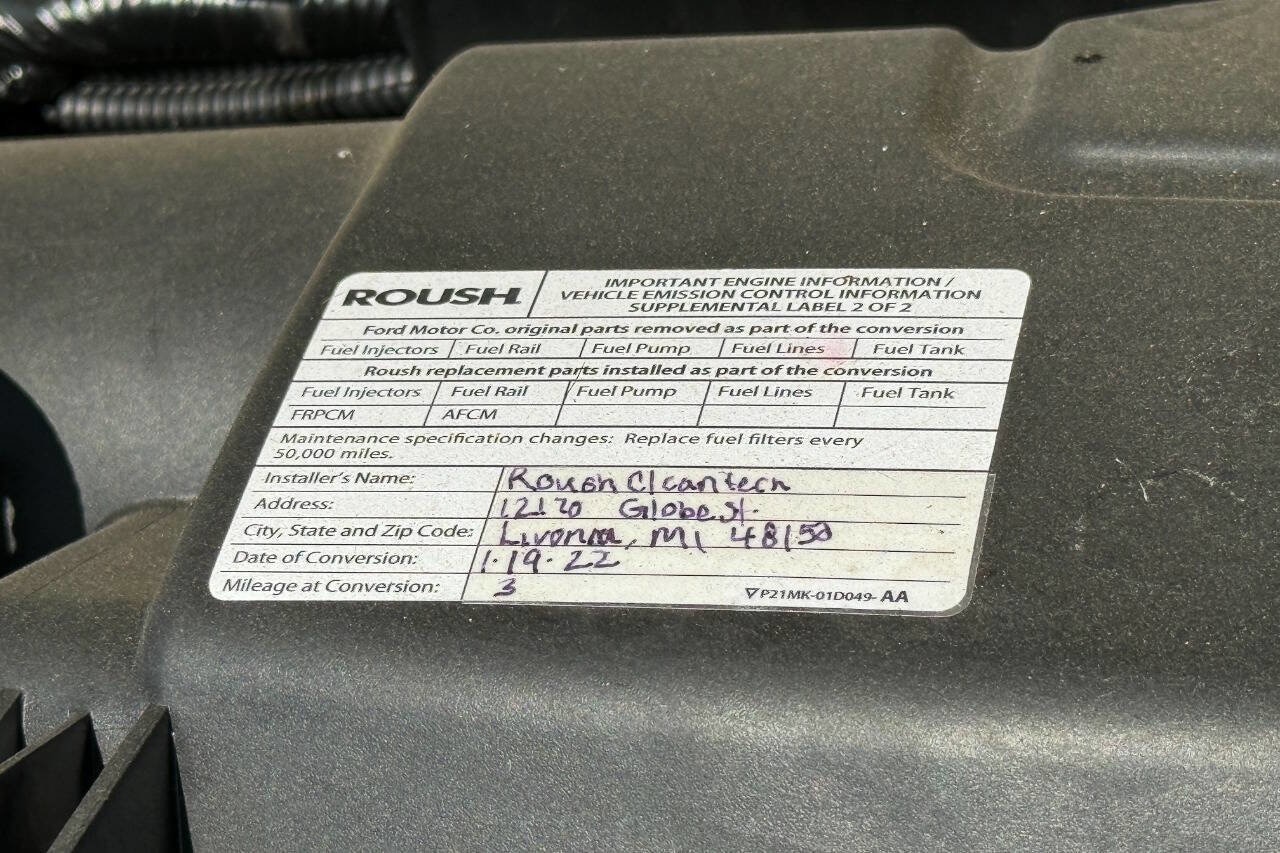 ROUSH
IMPORTANT ENGINE INFORMATION /
VEHICLE EMISSION CONTROL INFORMATION
SUPPLEMENTAL LABEL 2 OF 2
Ford Motor Co. original parts removed as part of the conversion
Fuel Injectors Fuel Rail Fuel Pump Fuel Lines Fuel Tank
Roush replacement parts installed as part of the conversion
Fuel Injectors Fuel Rail Fuel Pump Fuel Lines Fuel Tank
FRPCM AFCM
Maintenance specification changes: Replace fuel filters every
50,000 miles.
Installer's Name: Roush Cleantech
Address: 12170 Globe St.
City, State and Zip Code: Livonia, MI 48150
Date of Conversion: 1.19.22
Mileage at Conversion: 3
P21MK-01D049-AA